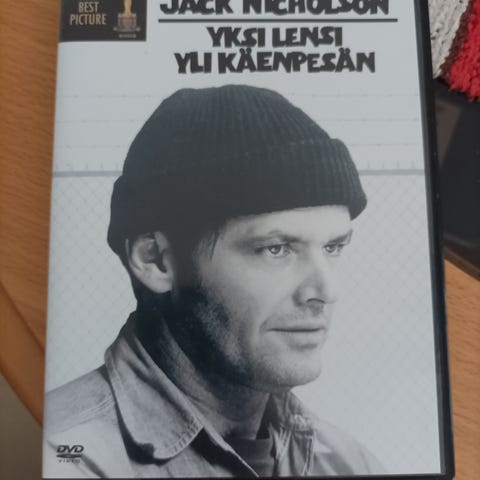 BEST
PICTURE
JACK NICHOLSON
YKSI LENSI
YLI KÄENPESÄN
DVD
VIDEO